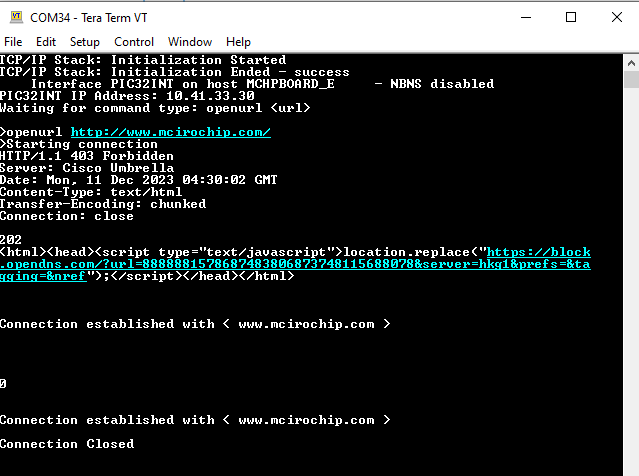 COM34 - Tera Term VT
File Edit Setup Control Window Help
TCP/IP Stack: Initialization Started
TCP/IP Stack: Initialization Ended - success
    Interface PIC32INT on host MCHPBOARD_E     - NBNS disabled
PIC32INT IP Address: 10.41.33.30
Waiting for command type: openurl <url>
>openurl http://www.mcirochip.com/
>Starting connection
HTTP/1.1 403 Forbidden
Server: Cisco Umbrella
Date: Mon, 11 Dec 2023 04:30:02 GMT
Content-Type: text/html
Transfer-Encoding: chunked
Connection: close
202
<html><head><script type="text/javascript">location.replace("https://block
.opendns.com/?url=88888815786874838068737481156880​78&server=hkg1&prefs=&ta
gging=&nref");</script></head></html>
Connection established with < www.mcirochip.com >
0
Connection established with < www.mcirochip.com >
Connection Closed